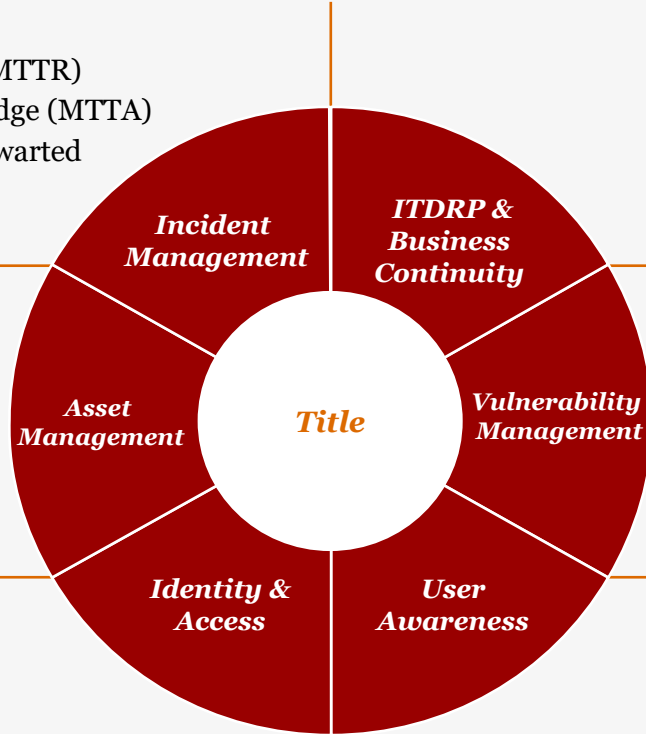 MTTR)
dge (MTTA)
warted
Incident
Management
ITDRP &
Business
Continuity
Asset
Management
Title
Vulnerability
Management
Identity &
Access
User
Awareness